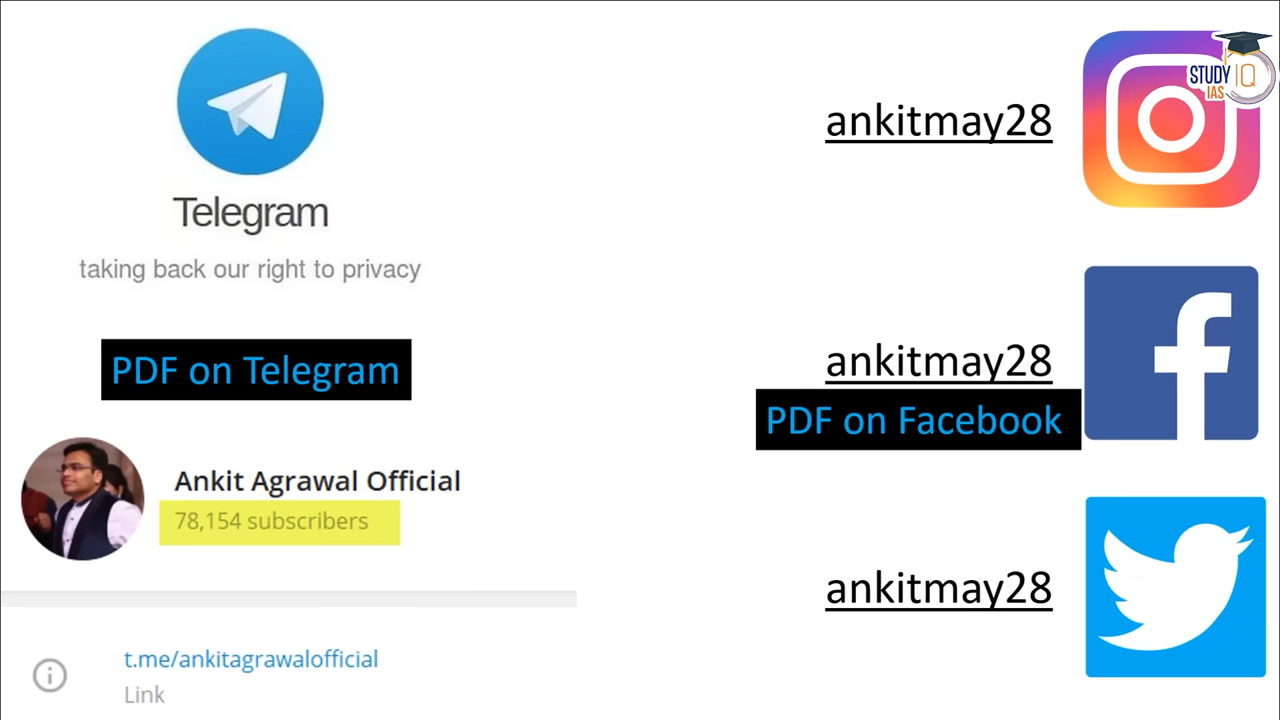 Telegram
taking back our right to privacy
PDF on Telegram
Ankit Agrawal Official
78,154 subscribers
t.me/ankitagrawalofficial
Link
ankitmay28
STUDY IQ
IAS
ankitmay28
PDF on Facebook
ankitmay28